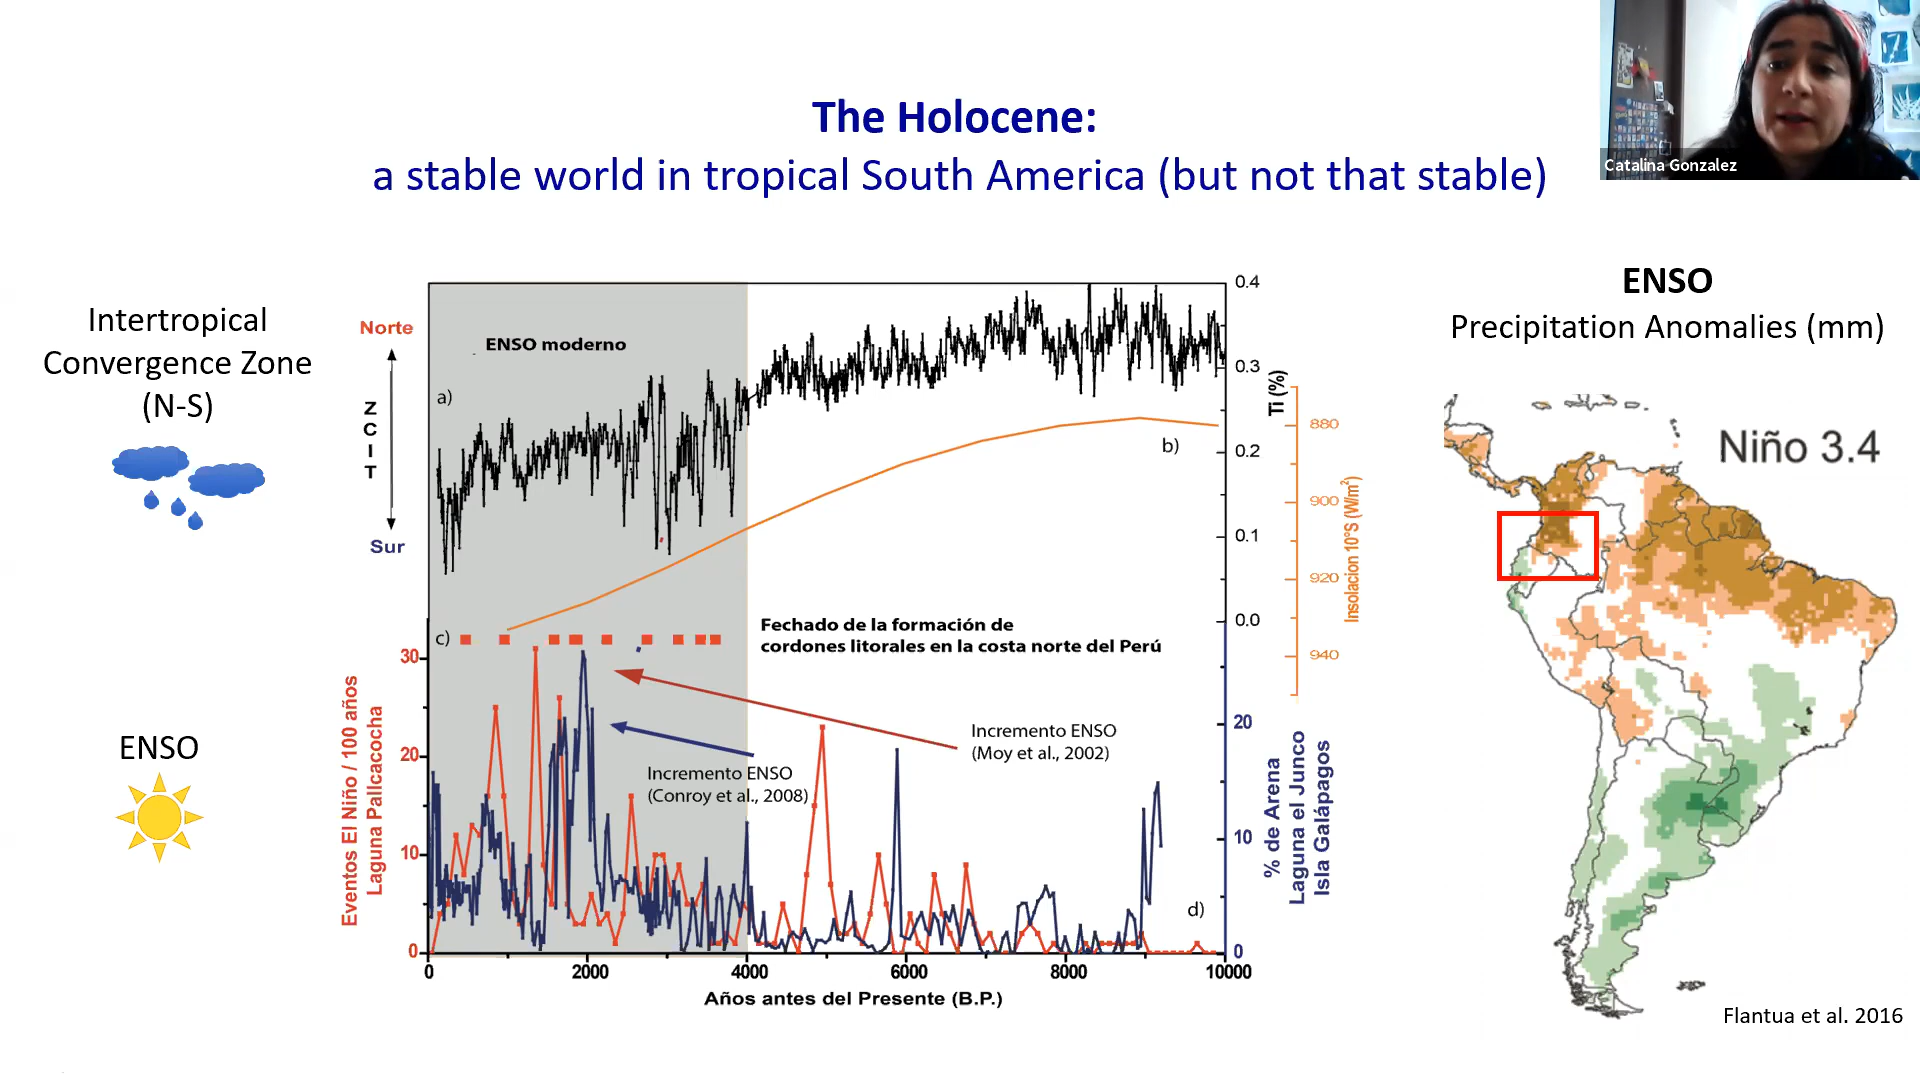 Catalina Gonzalez
The Holocene:
a stable world in tropical South America (but not that stable)
Intertropical
Convergence Zone
(N-S)
ENSO
Norte
Z
C
I
T
Sur
ENSO moderno
a)
b)
c)
d)
Fechado de la formación de
cordones litorales en la costa norte del Perú
Incremento ENSO
(Moy et al., 2002)
Incremento ENSO
(Conroy et al., 2008)
Eventos El Niño / 100 años
Laguna Pallcacocha
30
20
10
0
0.4
0.3
0.2
0.1
0.0
Ti (%)
880
900
920
940
Insolacion 10°S (W/m²)
20
10
0
% de Arena
Laguna el Junco
Isla Galápagos
0 2000 4000 6000 8000 10000
Años antes del Presente (B.P.)
ENSO
Precipitation Anomalies (mm)
Niño 3.4
Flantua et al. 2016